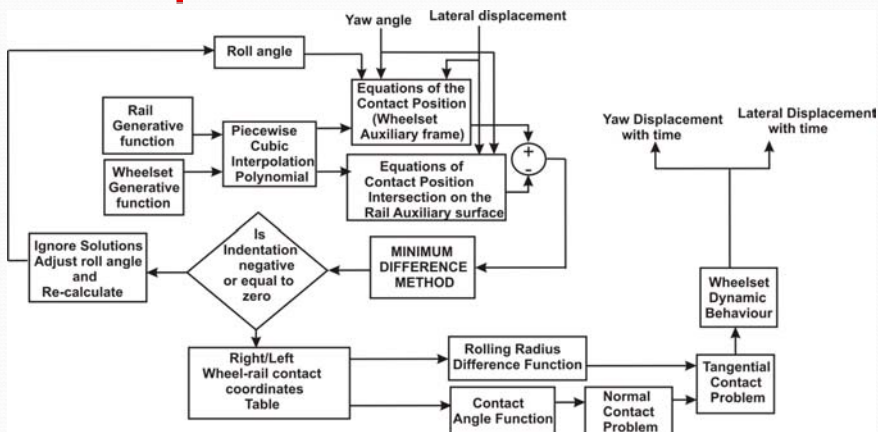 Yaw angle
Lateral displacement
Roll angle
Equations of the
Contact Position
(Wheelset
Auxiliary frame)
Rail
Generative
function
Piecewise
Cubic
Interpolation
Polynomial
Wheelset
Generative
function
Equations of
Contact Position
Intersection on the
Rail Auxiliary surface
+
-
Yaw Displacement
with time
Lateral Displacement
with time
Ignore Solutions
Adjust roll angle
and
Re-calculate
Is
Indentation
negative
or equal to
zero
MINIMUM
DIFFERENCE
METHOD
Wheelset
Dynamic
Behaviour
Right/Left
Wheel-rail contact
coordinates
Table
Rolling Radius
Difference Function
Contact
Angle Function
Normal
Contact
Problem
Tangential
Contact
Problem